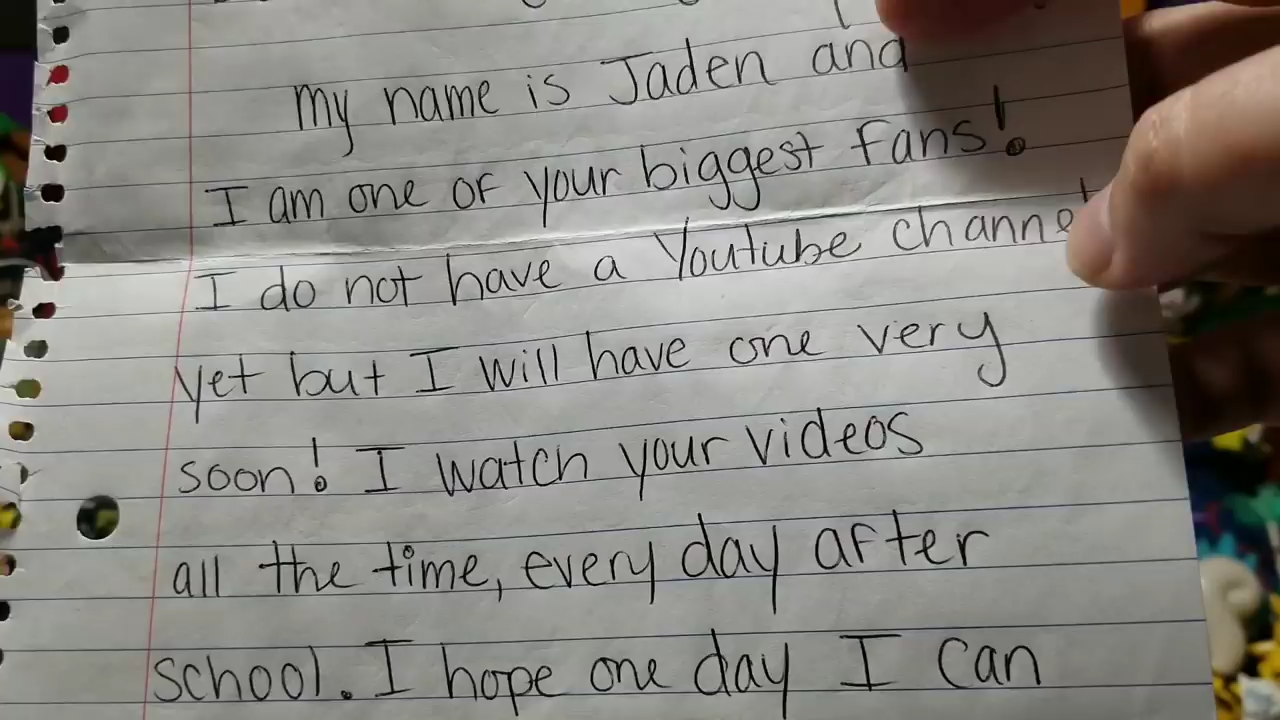 My name is Jaden and
I am one of your biggest fans!
I do not have a Youtube channel
yet but I will have one very
soon! I watch your videos
all the time, every day after
school. I hope one day I can